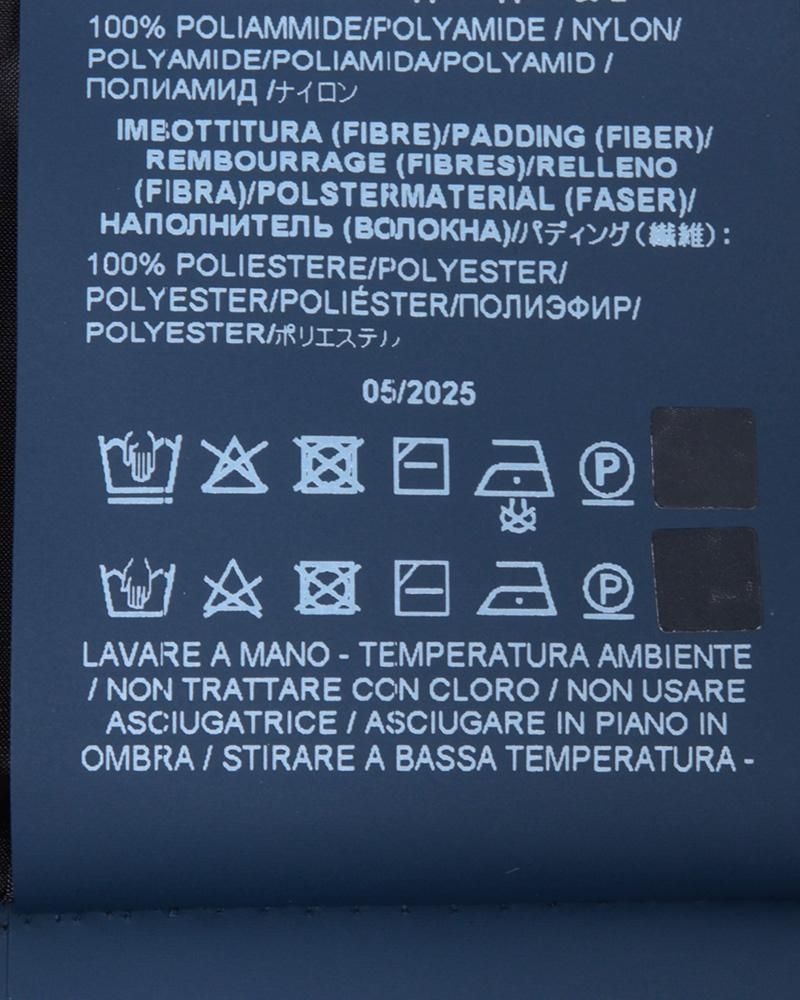 100% POLIAMMIDE/POLYAMIDE / NYLON/
POLYAMIDE/POLIAMIDA/POLYAMID /
ПОЛИАМИД /ナイロン
IMBOTTITURA (FIBRE)/PADDING (FIBER)/
REMBOURRAGE (FIBRES)/RELLENO
(FIBRA)/POLSTERMATERIAL (FASER)/
НАПОЛНИТЕЛЬ (ВОЛОКНА)/パディング(繊維):
100% POLIESTERE/POLYESTER/
POLYESTER/POLIÉSTER/ПОЛИЭФИР/
POLYESTER/ポリエステル
05/2025
P
P
LAVARE A MANO - TEMPERATURA AMBIENTE
/ NON TRATTARE CON CLORO / NON USARE
ASCIUGATRICE / ASCIUGARE IN PIANO IN
OMBRA / STIRARE A BASSA TEMPERATURA -